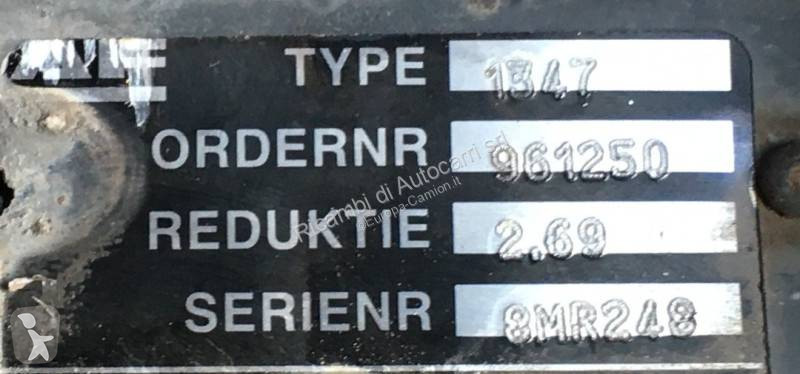 TYPE 1347
ORDERNR 961250
REDUKTIE 2.69
SERIENR 8MR248
Ricambi di Autocarri srl
©Europa-Camion.it